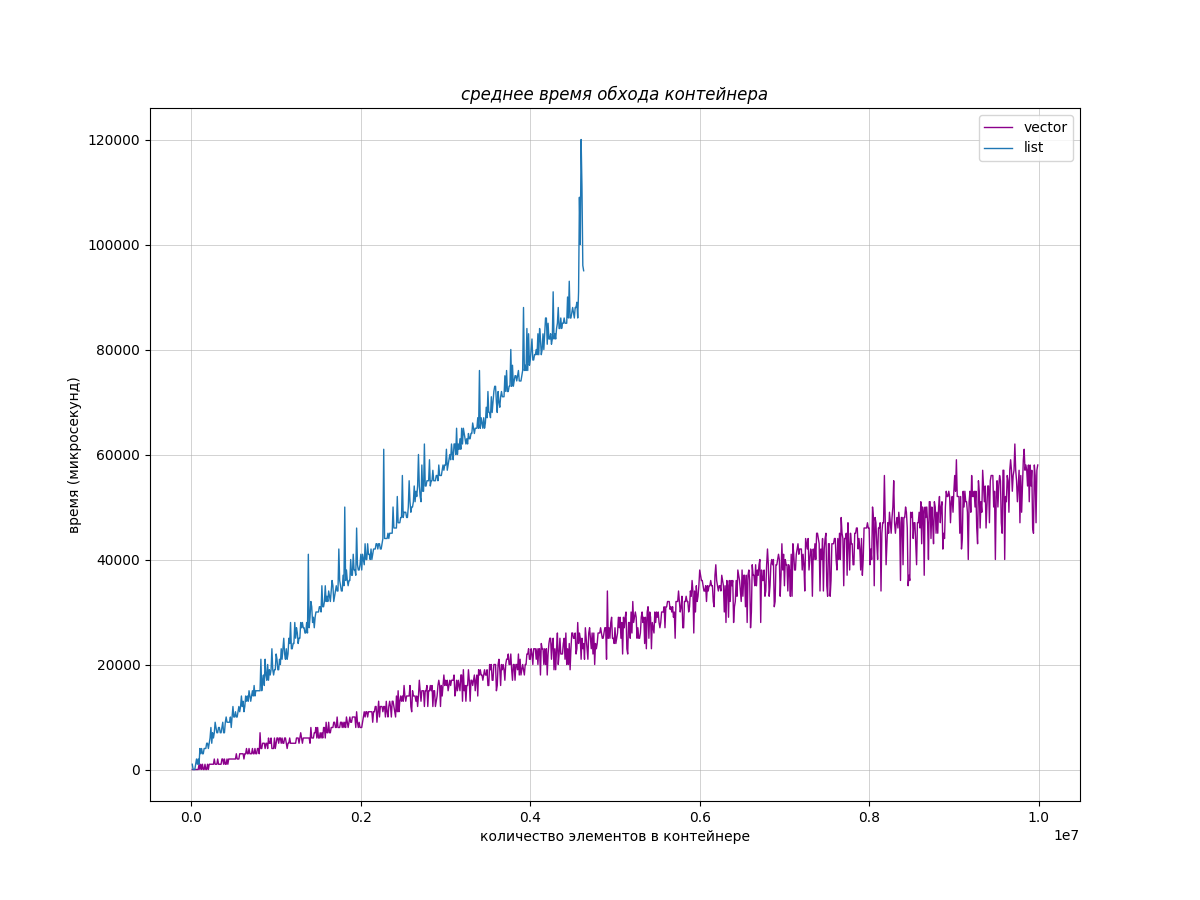 среднее время обхода контейнера
vector
list
120000
100000
80000
60000
40000
20000
0
время (микросекунд)
0.0 0.2 0.4 0.6 0.8 1.0
1e7
количество элементов в контейнере